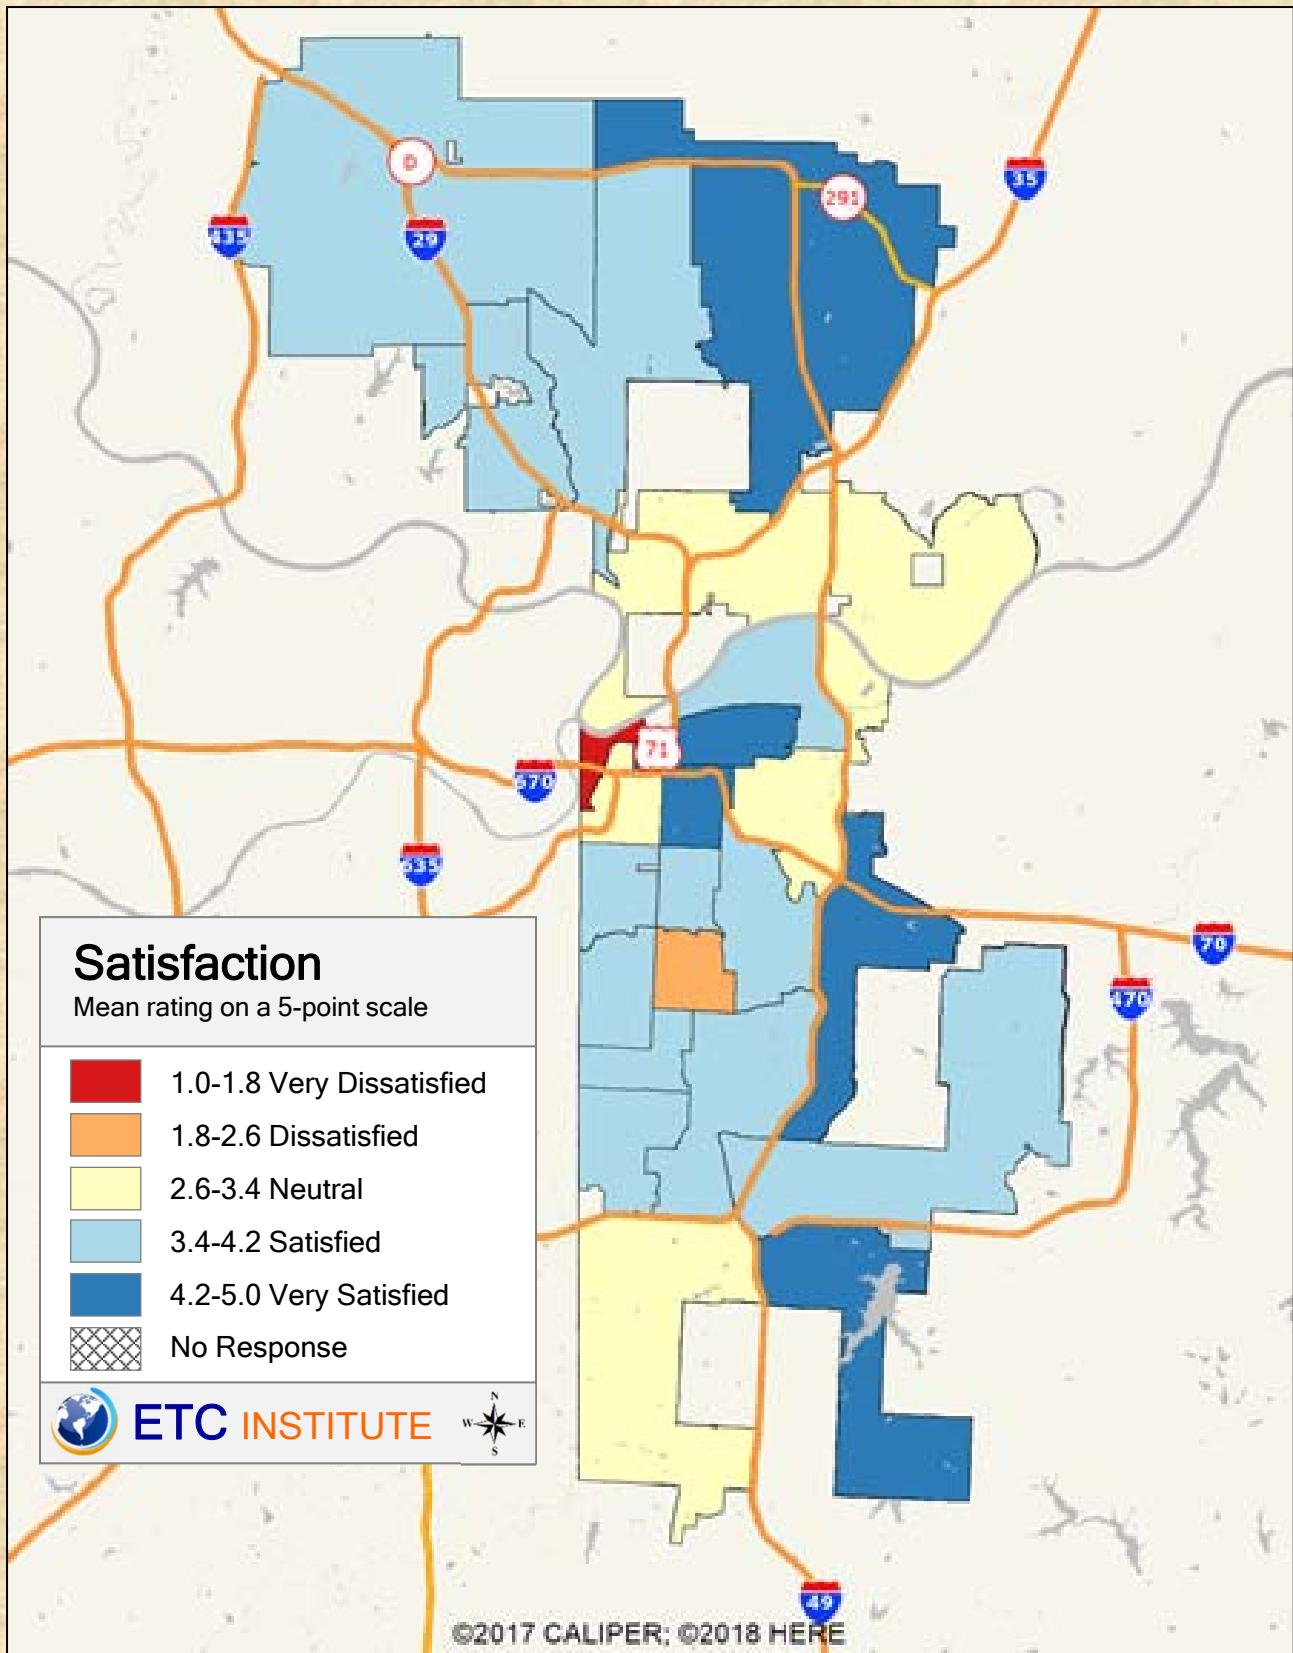 D
291
35
435
29
71
670
635
70
470
Satisfaction
Mean rating on a 5-point scale
1.0-1.8 Very Dissatisfied
1.8-2.6 Dissatisfied
2.6-3.4 Neutral
3.4-4.2 Satisfied
4.2-5.0 Very Satisfied
No Response
ETC INSTITUTE
N
W E
S
49
©2017 CALIPER; ©2018 HERE